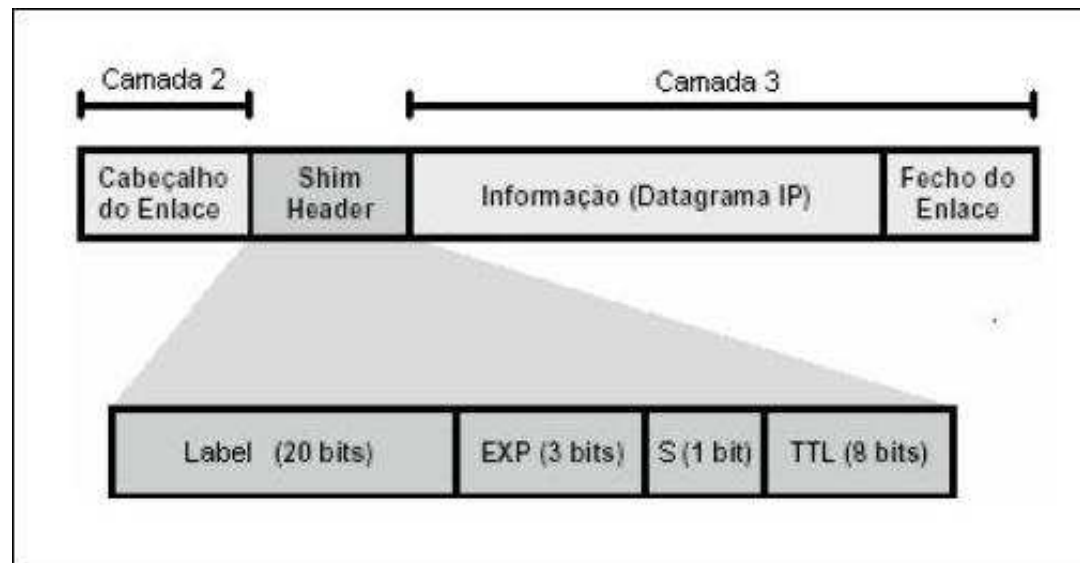 Camada 2
Camada 3
Cabeçalho
do Enlace
Shim
Header
Informação (Datagrama IP)
Fecho do
Enlace
Label (20 bits)
EXP (3 bits)
S (1 bit)
TTL (8 bits)